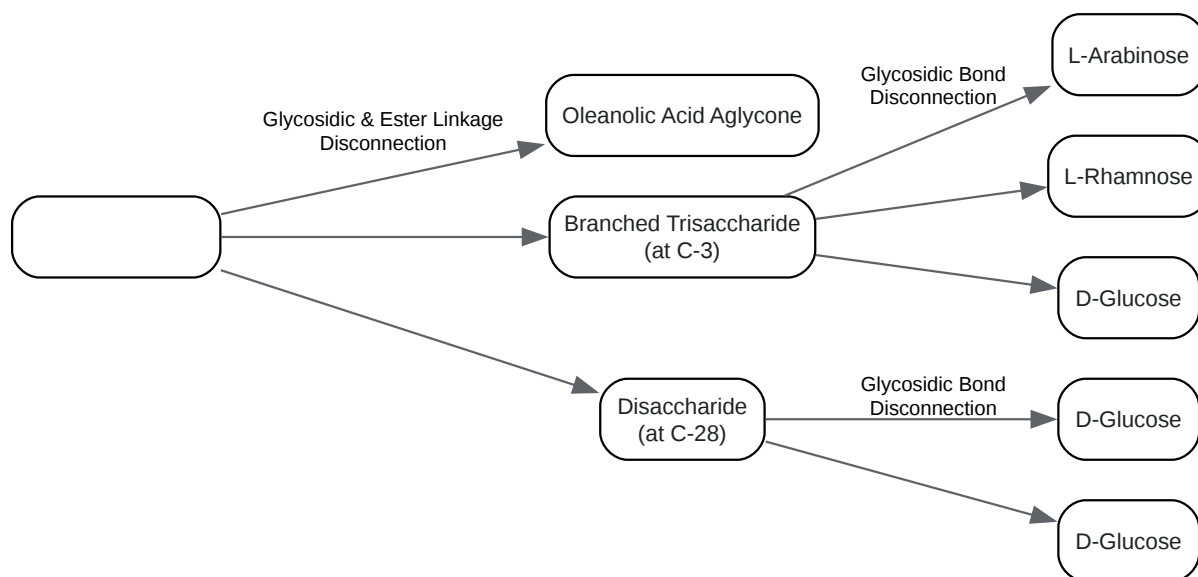 L-Arabinose
Glycosidic Bond
Disconnection
Oleanolic Acid Aglycone
Glycosidic & Ester Linkage
Disconnection
L-Rhamnose
Branched Trisaccharide
(at C-3)
D-Glucose
Glycosidic Bond
Disconnection
Disaccharide
(at C-28)
D-Glucose
D-Glucose